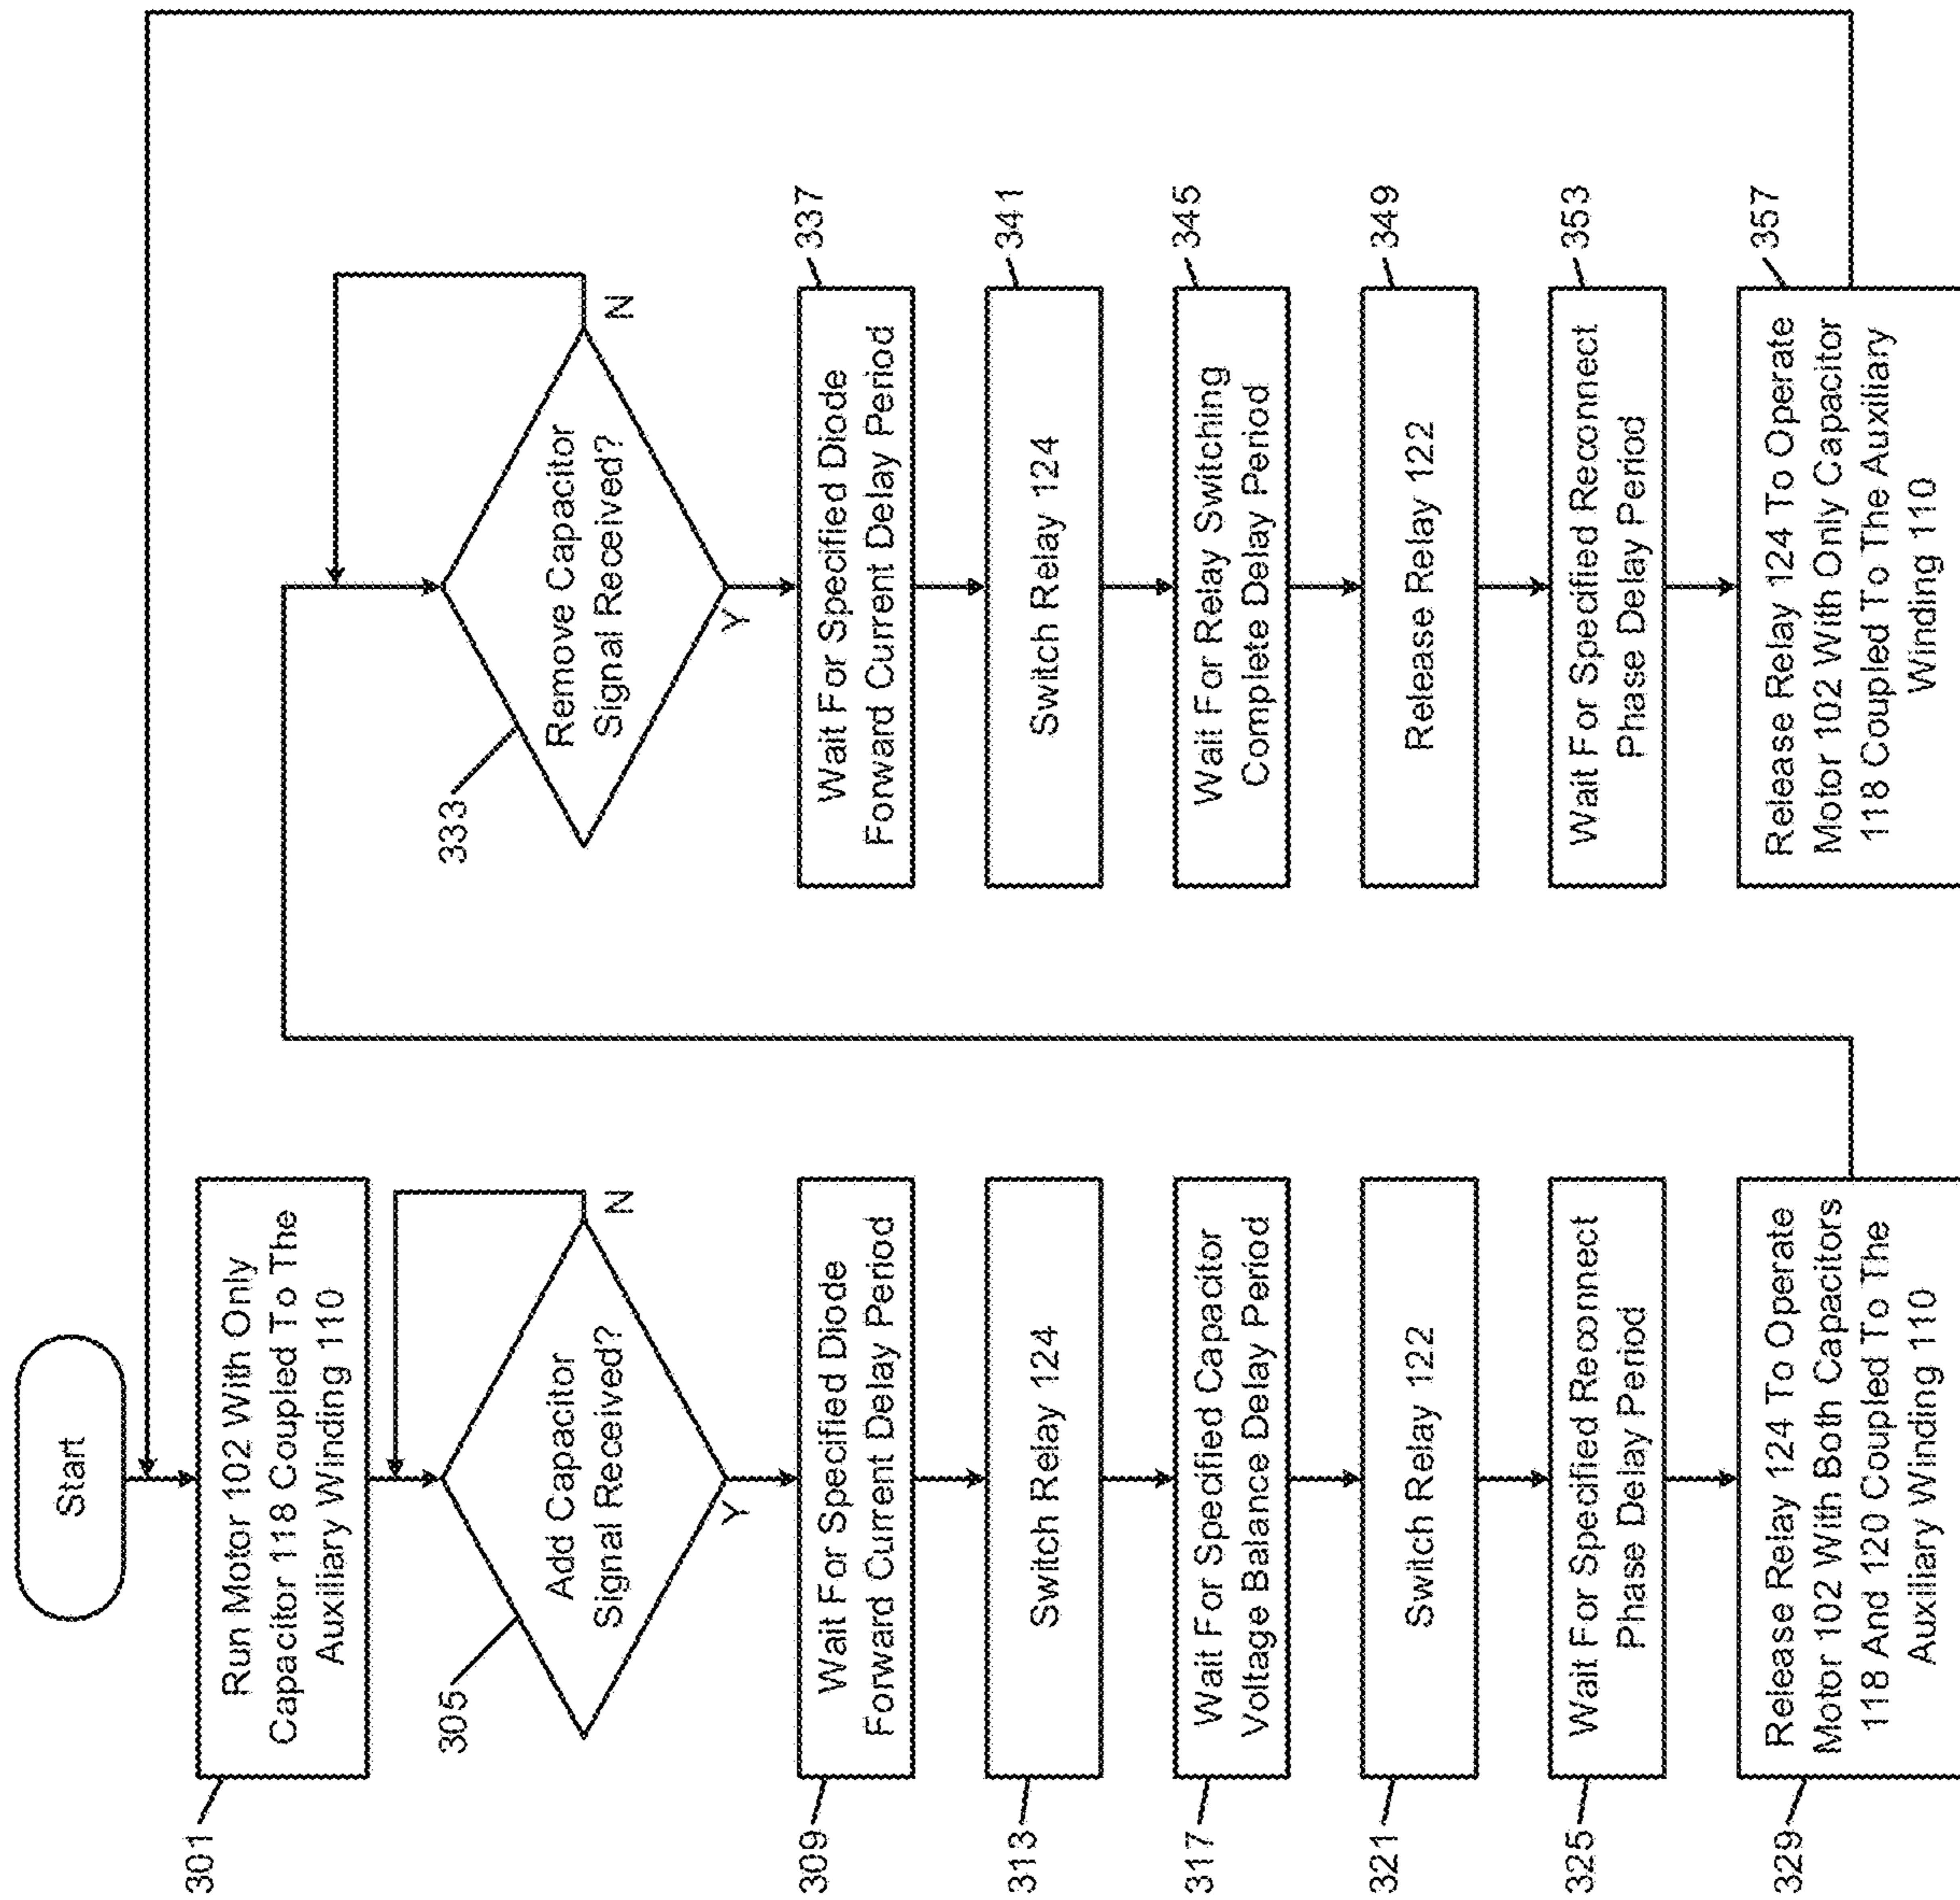 Start
301
Run Motor 102 With Only
Capacitor 118 Coupled To The
Auxiliary Winding 110
305
Add Capacitor
Signal Received?
N
Y
309
Wait For Specified Diode
Forward Current Delay Period
313
Switch Relay 124
317
Wait For Specified Capacitor
Voltage Balance Delay Period
321
Switch Relay 122
325
Wait For Specified Reconnect
Phase Delay Period
329
Release Relay 124 To Operate
Motor 102 With Both Capacitors
118 And 120 Coupled To The
Auxiliary Winding 110
333
Remove Capacitor
Signal Received?
N
Y
337
Wait For Specified Diode
Forward Current Delay Period
341
Switch Relay 124
345
Wait For Relay Switching
Complete Delay Period
349
Release Relay 122
353
Wait For Specified Reconnect
Phase Delay Period
357
Release Relay 124 To Operate
Motor 102 With Only Capacitor
118 Coupled To The Auxiliary
Winding 110